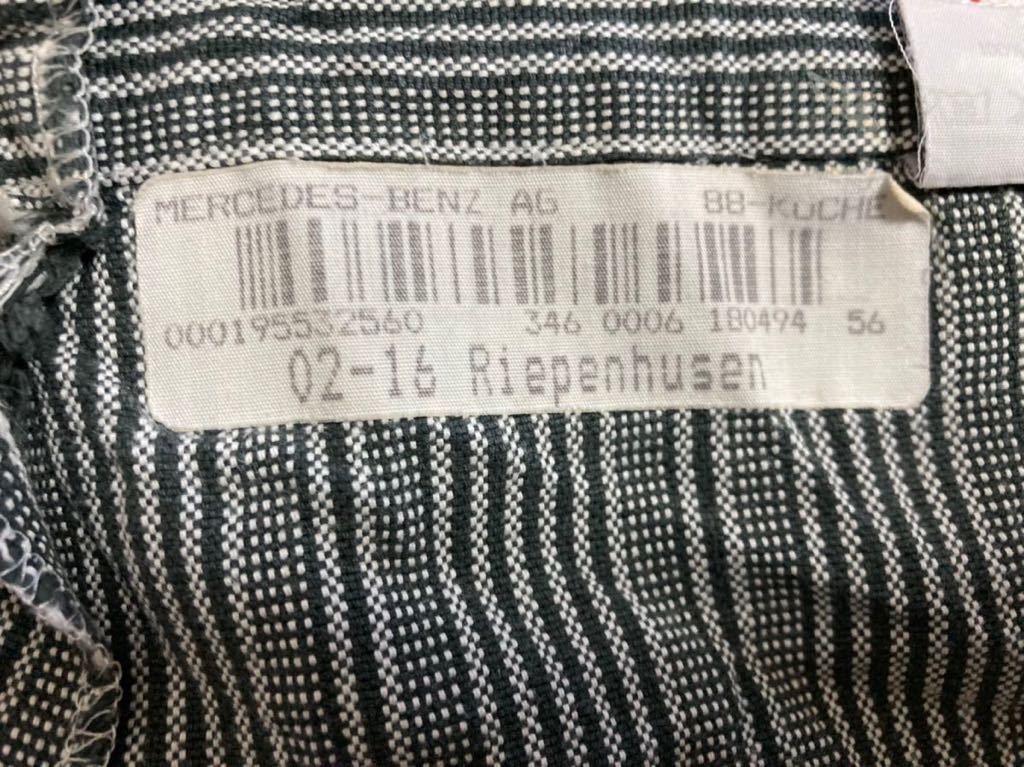 MERCEDES-BENZ AG 88-KüCHE
000195532560 346 0006 180494 56
02-16 Riepenhusen